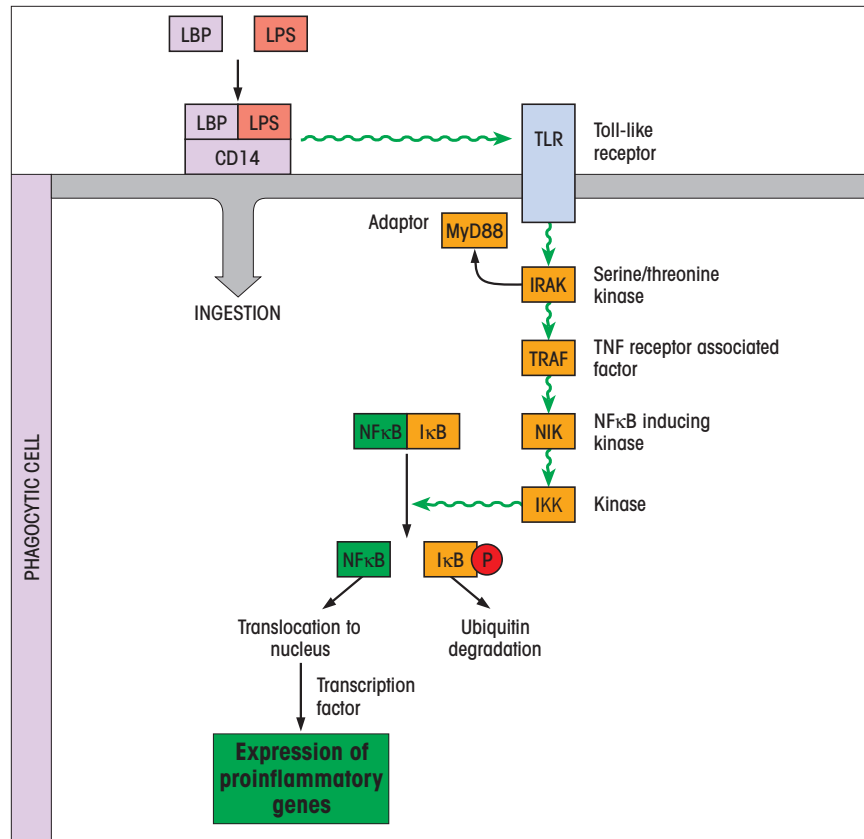 LBP LPS
LBP LPS
CD14
TLR
Toll-like
receptor
Adaptor
MyD88
IRAK
Serine/threonine
kinase
INGESTION
TRAF
TNF receptor associated
factor
NFκB IκB
NIK
NFκB inducing
kinase
IKK
Kinase
NFκB
IκB P
Translocation to
nucleus
Ubiquitin
degradation
Transcription
factor
Expression of
proinflammatory
genes
PHAGOCYTIC CELL